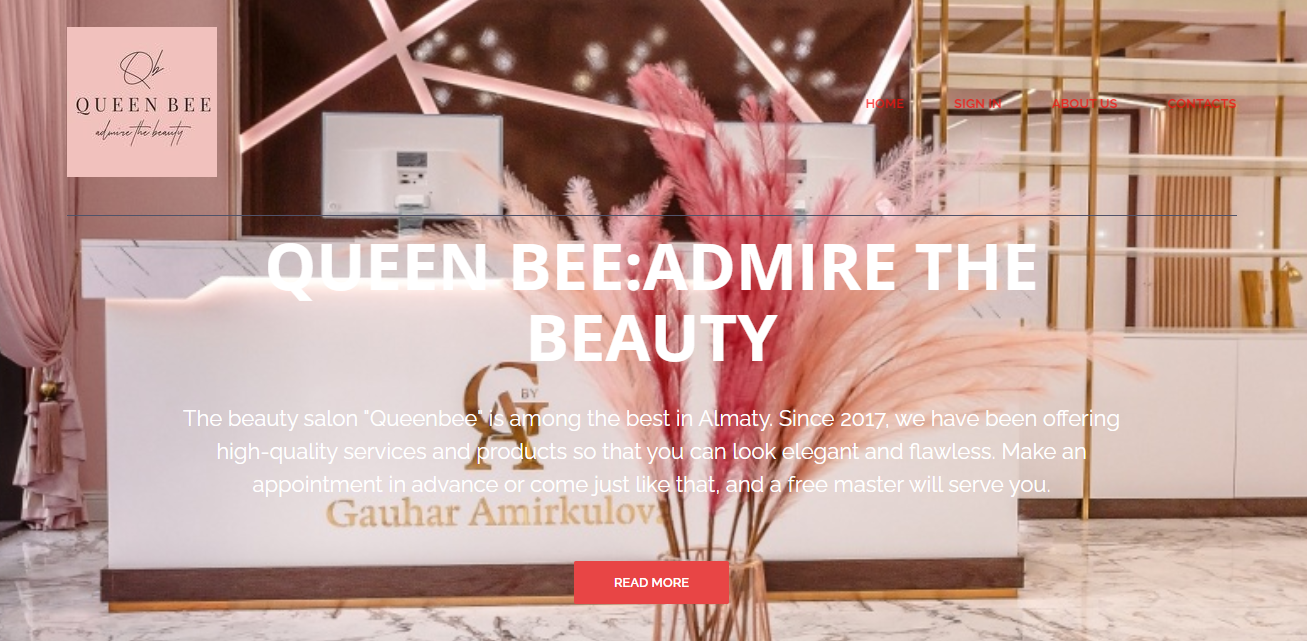 Qb
QUEEN BEE
admire the beauty
HOME SIGN IN ABOUT US CONTACTS
QUEEN BEE:ADMIRE THE
BEAUTY
BY
GA
The beauty salon "Queenbee" is among the best in Almaty. Since 2017, we have been offering
high-quality services and products so that you can look elegant and flawless. Make an
appointment in advance or come just like that, and a free master will serve you.
Gauhar Amirkulova
READ MORE